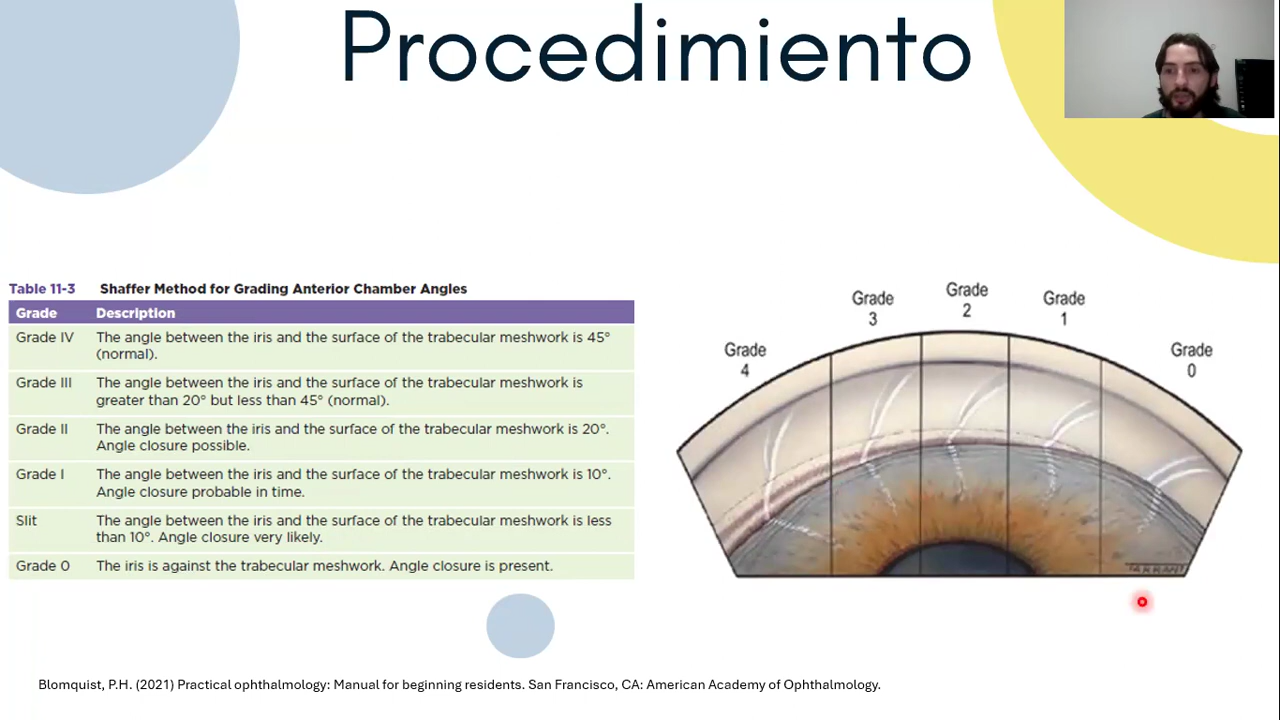 Procedimiento
Table 11-3 Shaffer Method for Grading Anterior Chamber Angles
Grade Description
Grade IV The angle between the iris and the surface of the trabecular meshwork is 45°
(normal).
Grade III The angle between the iris and the surface of the trabecular meshwork is
greater than 20° but less than 45° (normal).
Grade II The angle between the iris and the surface of the trabecular meshwork is 20°.
Angle closure possible.
Grade I The angle between the iris and the surface of the trabecular meshwork is 10°.
Angle closure probable in time.
Slit The angle between the iris and the surface of the trabecular meshwork is less
than 10°. Angle closure very likely.
Grade 0 The iris is against the trabecular meshwork. Angle closure is present.
Grade
4
Grade
3
Grade
2
Grade
1
Grade
0
TARRANT
Blomquist, P.H. (2021) Practical ophthalmology: Manual for beginning residents. San Francisco, CA: American Academy of Ophthalmology.